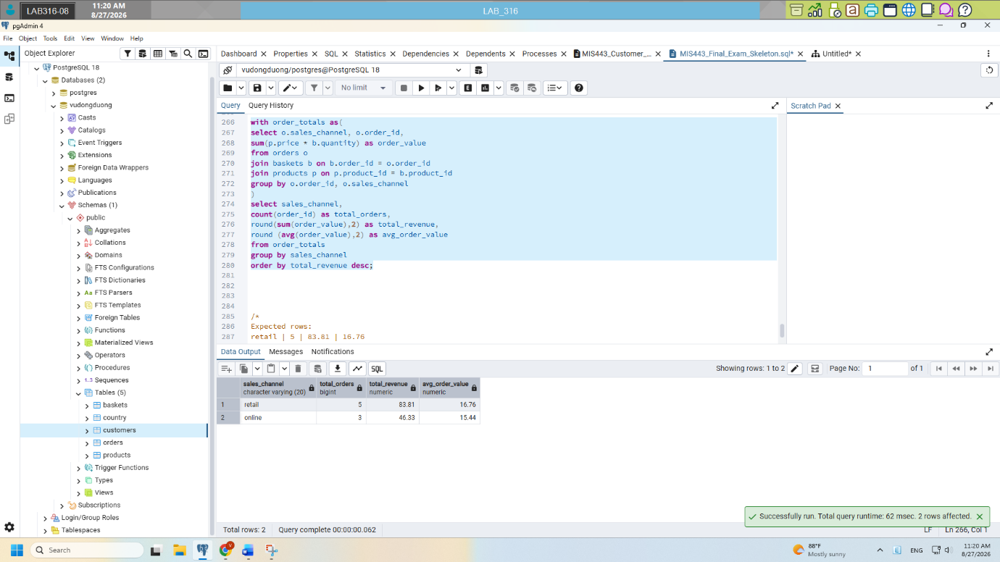 LAB316-08
11:20 AM
8/27/2026
LAB_316
pgAdmin 4
File Object Tools Edit View Window Help
Object Explorer
Dashboard
Properties
SQL
Statistics
Dependencies
Dependents
Processes
MIS443_Customer_...
MIS443_Final_Exam_Skeleton.sql*
Untitled*
PostgreSQL 18
Databases (2)
postgres
vudongduong
Casts
Catalogs
Event Triggers
Extensions
Foreign Data Wrappers
Languages
Publications
Schemas (1)
public
Aggregates
Collations
Domains
FTS Configurations
FTS Dictionaries
Aa FTS Parsers
FTS Templates
Foreign Tables
Functions
Materialized Views
Operators
Procedures
1..3 Sequences
Tables (5)
baskets
country
customers
orders
products
Trigger Functions
Types
Views
Subscriptions
Login/Group Roles
Tablespaces
vudongduong/postgres@PostgreSQL 18
No limit
E
Query Query History
Scratch Pad
266 with order_totals as(
267 select o.sales_channel, o.order_id,
268 sum(p.price * b.quantity) as order_value
269 from orders o
270 join baskets b on b.order_id = o.order_id
271 join products p on p.product_id = b.product_id
272 group by o.order_id, o.sales_channel
273 )
274 select sales_channel,
275 count(order_id) as total_orders,
276 round(sum(order_value),2) as total_revenue,
277 round (avg(order_value),2) as avg_order_value
278 from order_totals
279 group by sales_channel
280 order by total_revenue desc;
281
282
283
284
285 /*
286 Expected rows:
287 retail | 5 | 83.81 | 16.76
Data Output Messages Notifications
SQL
Showing rows: 1 to 2
Page No: 1 of 1
sales_channel total_orders total_revenue avg_order_value
character varying (20) bigint numeric numeric
1 retail 5 83.81 16.76
2 online 3 46.33 15.44
Successfully run. Total query runtime: 62 msec. 2 rows affected.
Total rows: 2 Query complete 00:00:00.062
LF Ln 266, Col 1
Search
88°F
Mostly sunny
ENG
11:20 AM
8/27/2026